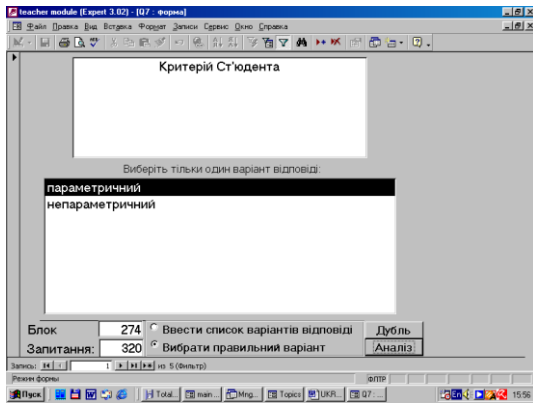 teacher module (Expert 3.02) - [Q7 : форма]
Файл Правка Вид Вставка Формат Записи Сервис Окно Справка
Критерій Ст'юдента
Виберіть тільки один варіант відповіді:
параметричний
непараметричний
Блок 274 Ввести список варіантів відповіді Дубль
Запитання: 320 Вибрати правильний варіант Аналіз
Запись: 1 из 5 (Фильтр)
Режим формы ФЛТР
Пуск Total... main ... Mng... Topics UKR... Q7 : ... En 15:56